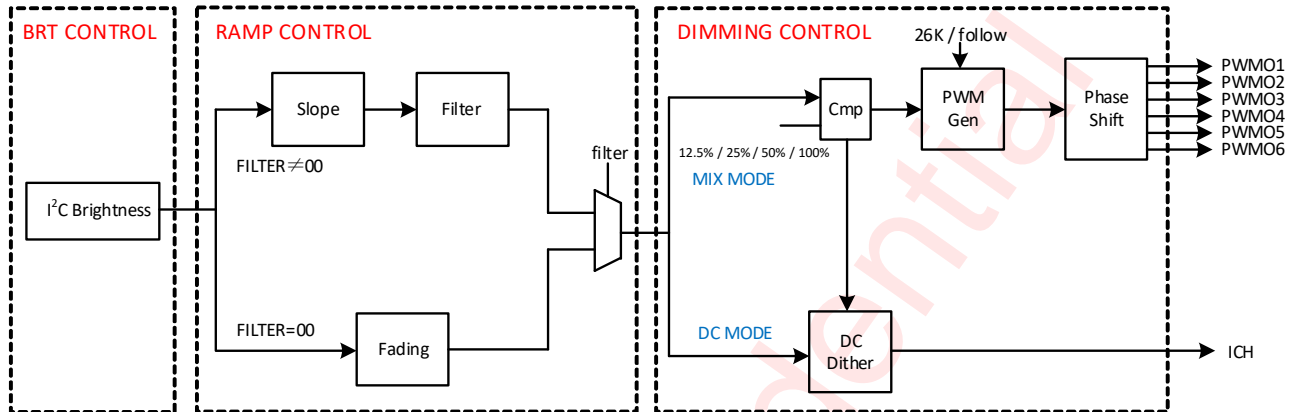 BRT CONTROL
I²C Brightness
RAMP CONTROL
Slope
Filter
FILTER≠00
filter
FILTER=00
Fading
DIMMING CONTROL
26K / follow
Cmp
PWM
Gen
Phase
Shift
12.5% / 25% / 50% / 100%
MIX MODE
DC MODE
DC
Dither
PWMO1
PWMO2
PWMO3
PWMO4
PWMO5
PWMO6
ICH
dential